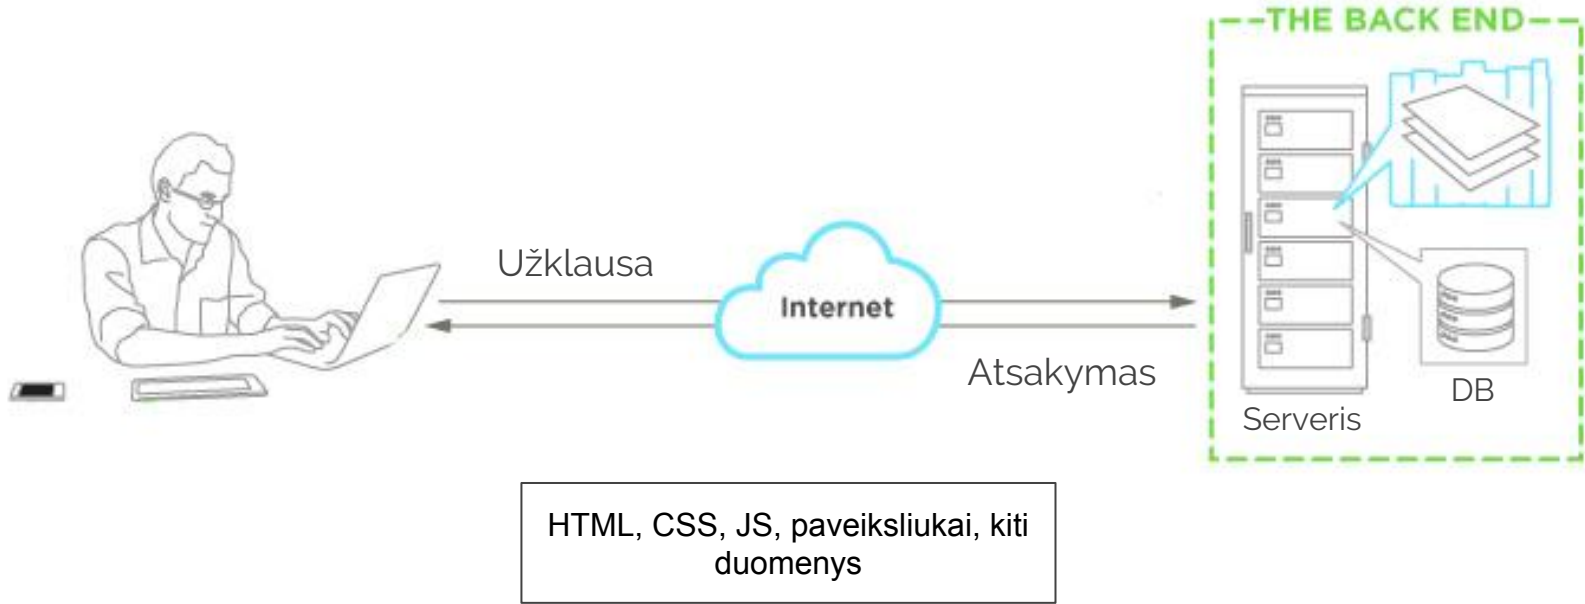 THE BACK END
Užklausa
Internet
Atsakymas
DB
Serveris
HTML, CSS, JS, paveiksliukai, kiti
duomenys